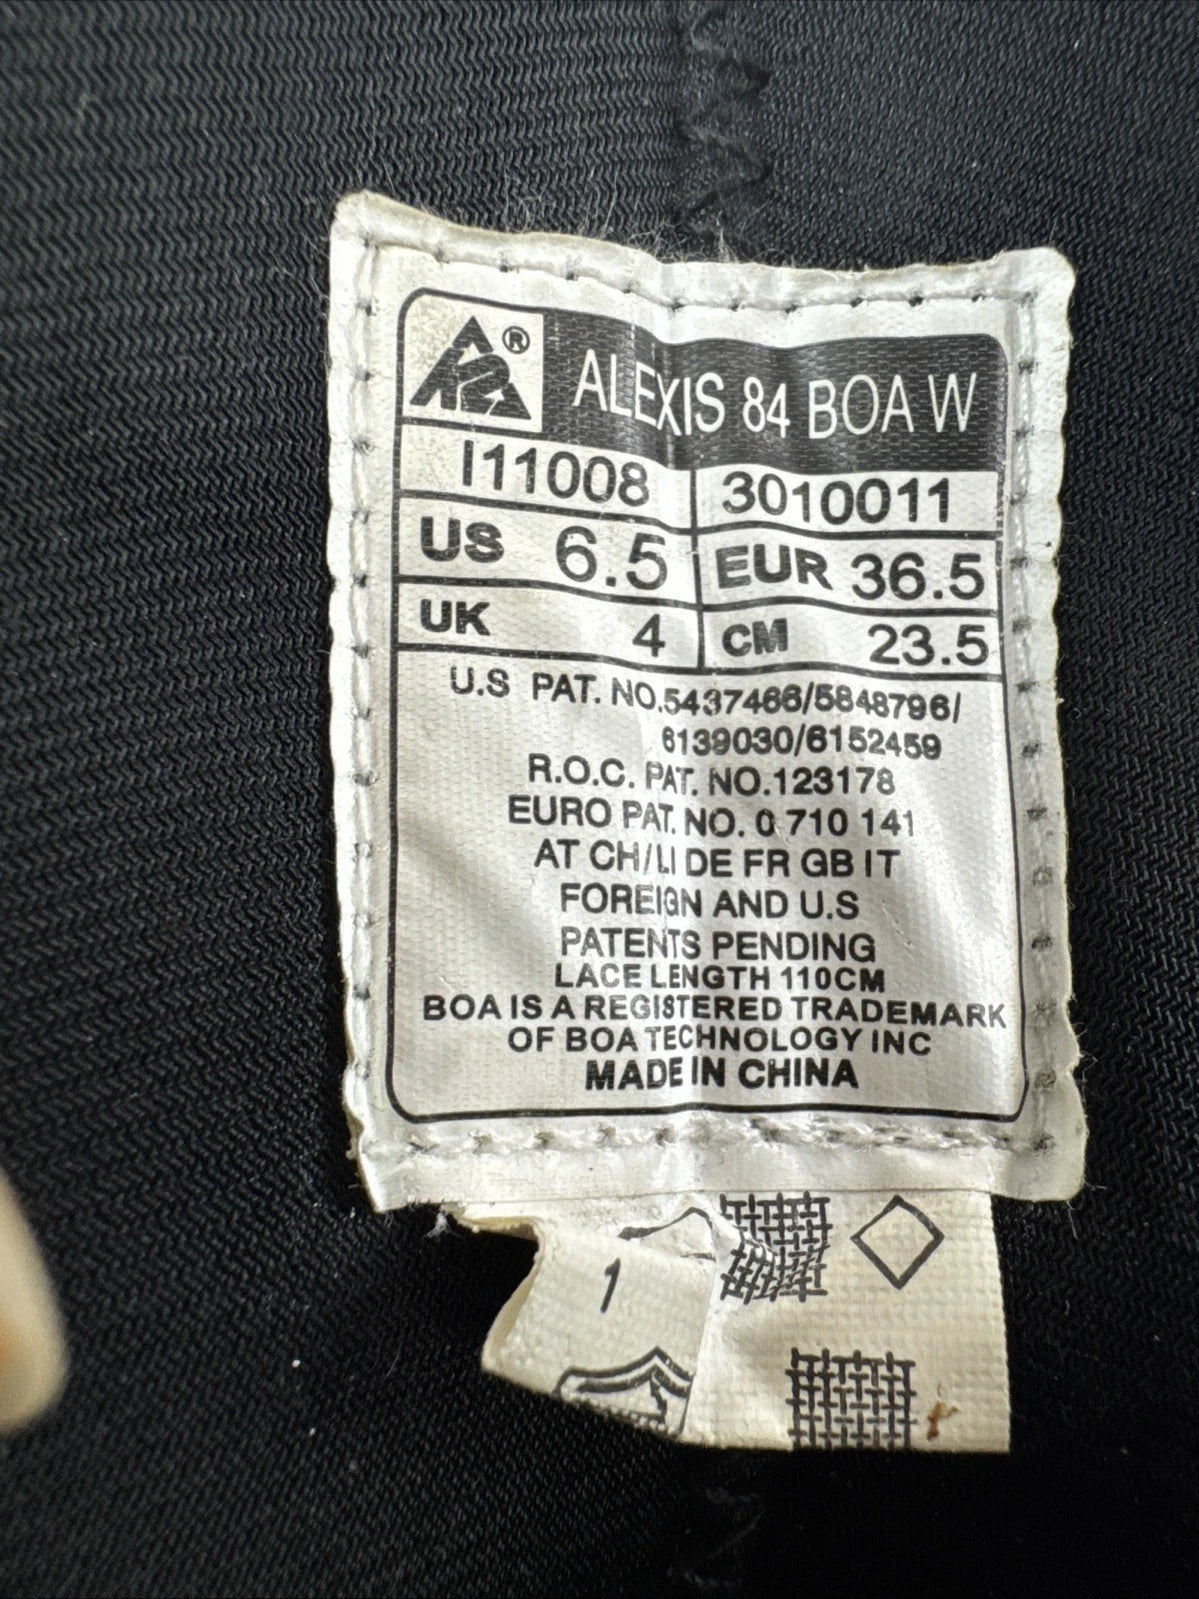 K2 ® ALEXIS 84 BOA W
I11008 3010011
US 6.5 EUR 36.5
UK 4 CM 23.5
U.S PAT. NO.5437466/5848796/
6139030/6152459
R.O.C. PAT. NO.123178
EURO PAT. NO. 0 710 141
AT CH/LI DE FR GB IT
FOREIGN AND U.S
PATENTS PENDING
LACE LENGTH 110CM
BOA IS A REGISTERED TRADEMARK
OF BOA TECHNOLOGY INC
MADE IN CHINA
1